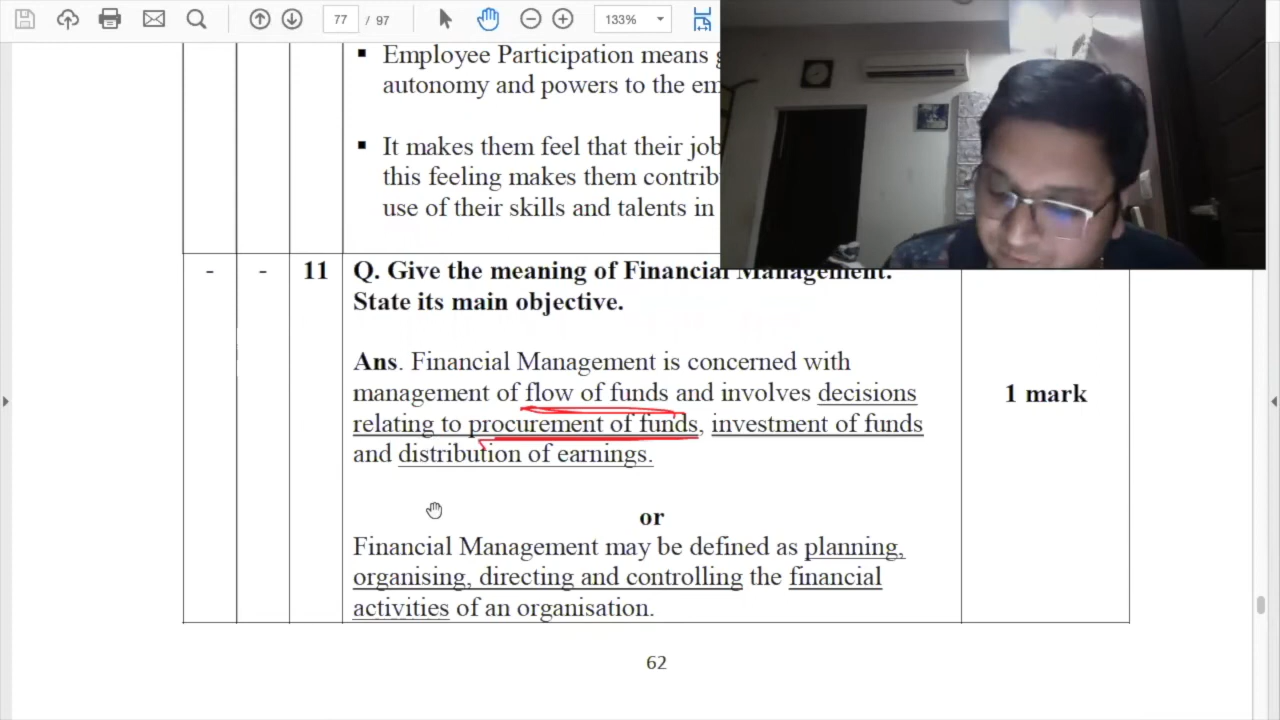 77 / 97
133%
Employee Participation means
autonomy and powers to the
It makes them feel that their job
this feeling makes them
use of their skills and talents in
- - 11 Q. Give the meaning of Financial Management.
State its main objective.
Ans. Financial Management is concerned with
management of flow of funds and involves decisions
relating to procurement of funds, investment of funds
and distribution of earnings.
1 mark
or
Financial Management may be defined as planning,
organising, directing and controlling the financial
activities of an organisation.
62